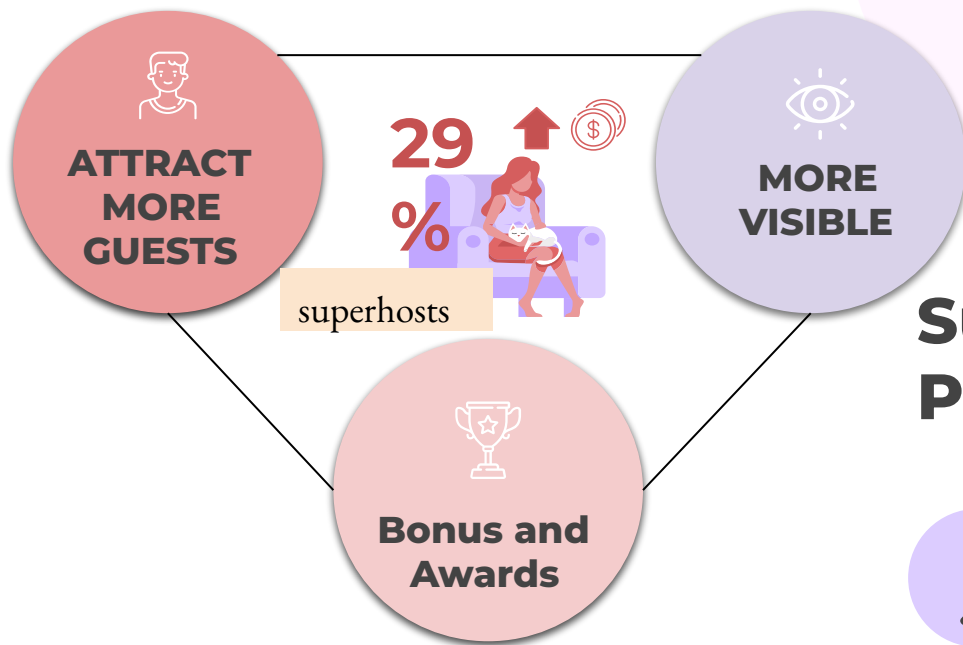 ATTRACT
MORE
GUESTS
29
%
$
superhosts
MORE
VISIBLE
Bonus and
Awards